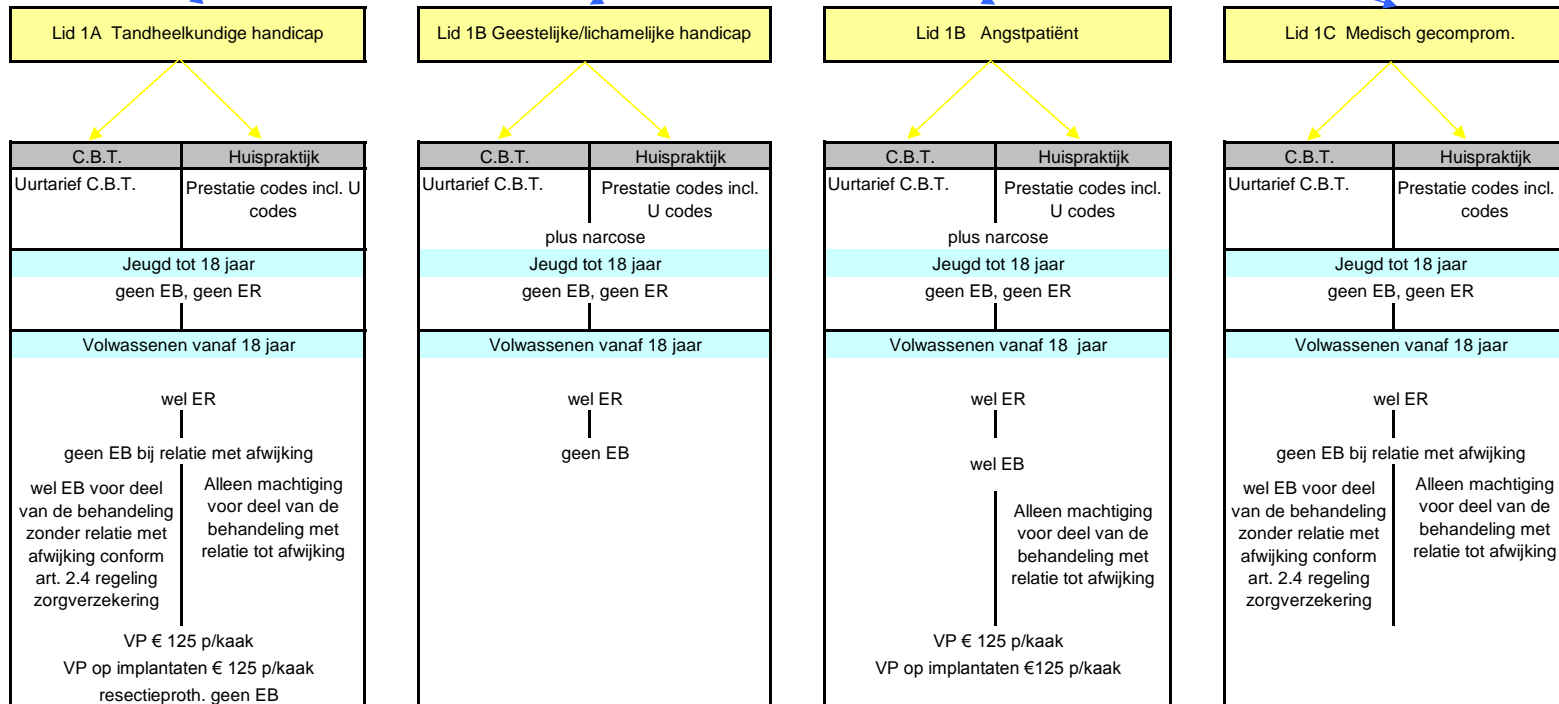 Lid 1A  Tandheelkundige handicap
C.B.T.
Huispraktijk
Uurtarief C.B.T.
Prestatie codes incl. U
codes
Jeugd tot 18 jaar
geen EB, geen ER
Volwassenen vanaf 18 jaar
wel ER
geen EB bij relatie met afwijking
wel EB voor deel
van de behandeling
zonder relatie met
afwijking conform
art. 2.4 regeling
zorgverzekering
Alleen machtiging
voor deel van de
behandeling met
relatie tot afwijking
VP € 125 p/kaak
VP op implantaten € 125 p/kaak
resectieproth. geen EB
Lid 1B Geestelijke/lichamelijke handicap
C.B.T.
Huispraktijk
Uurtarief C.B.T.
Prestatie codes incl.
U codes
plus narcose
Jeugd tot 18 jaar
geen EB, geen ER
Volwassenen vanaf 18 jaar
wel ER
geen EB
Lid 1B   Angstpatiënt
C.B.T.
Huispraktijk
Uurtarief C.B.T.
Prestatie codes incl.
U codes
plus narcose
Jeugd tot 18 jaar
geen EB, geen ER
Volwassenen vanaf 18  jaar
wel ER
wel EB
Alleen machtiging
voor deel van de
behandeling met
relatie tot afwijking
VP € 125 p/kaak
VP op implantaten €125 p/kaak
Lid 1C  Medisch gecomprom.
C.B.T.
Huispraktijk
Uurtarief C.B.T.
Prestatie codes incl.
codes
Jeugd tot 18 jaar
geen EB, geen ER
Volwassenen vanaf 18 jaar
wel ER
geen EB bij relatie met afwijking
wel EB voor deel
van de behandeling
zonder relatie met
afwijking conform
art. 2.4 regeling
zorgverzekering
Alleen machtiging
voor deel van de
behandeling met
relatie tot afwijking